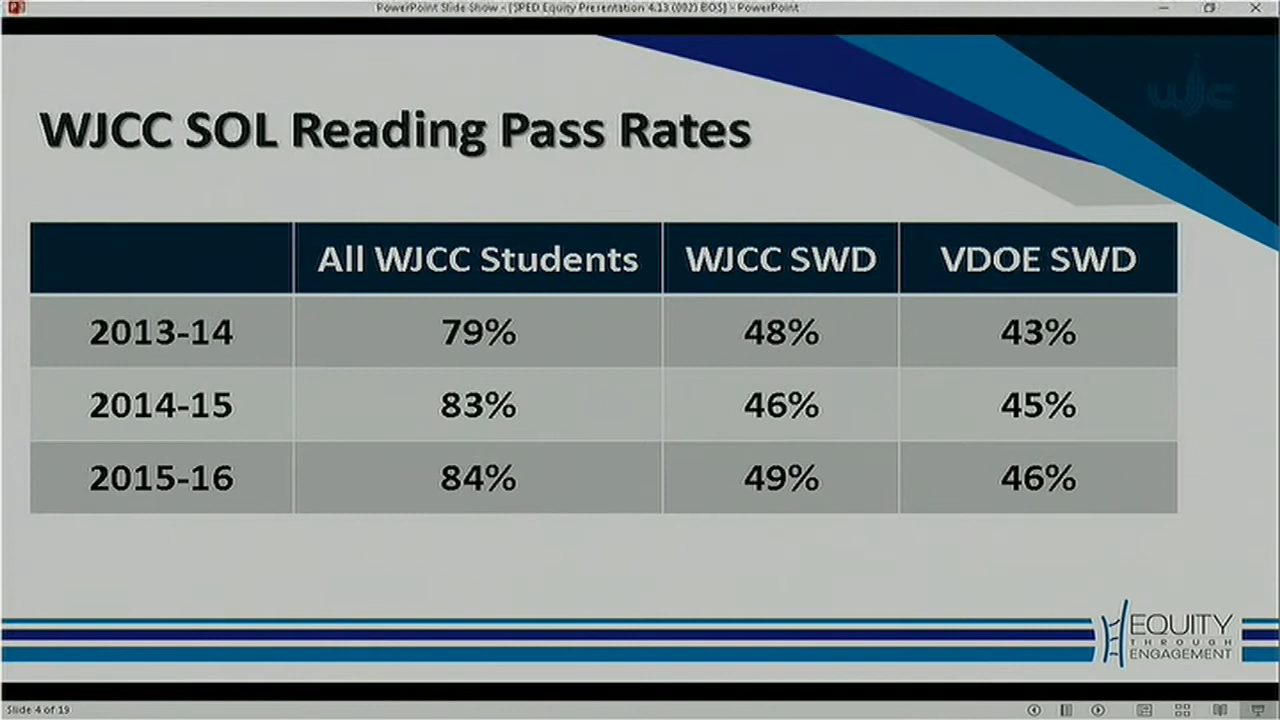 PowerPoint Slide Show - [SPED Equity Presentation 4.13 (002) BOS] - PowerPoint
wjcc
WJCC SOL Reading Pass Rates
All WJCC Students WJCC SWD VDOE SWD
2013-14 79% 48% 43%
2014-15 83% 46% 45%
2015-16 84% 49% 46%
EQUITY
THROUGH
ENGAGEMENT
Slide 4 of 19